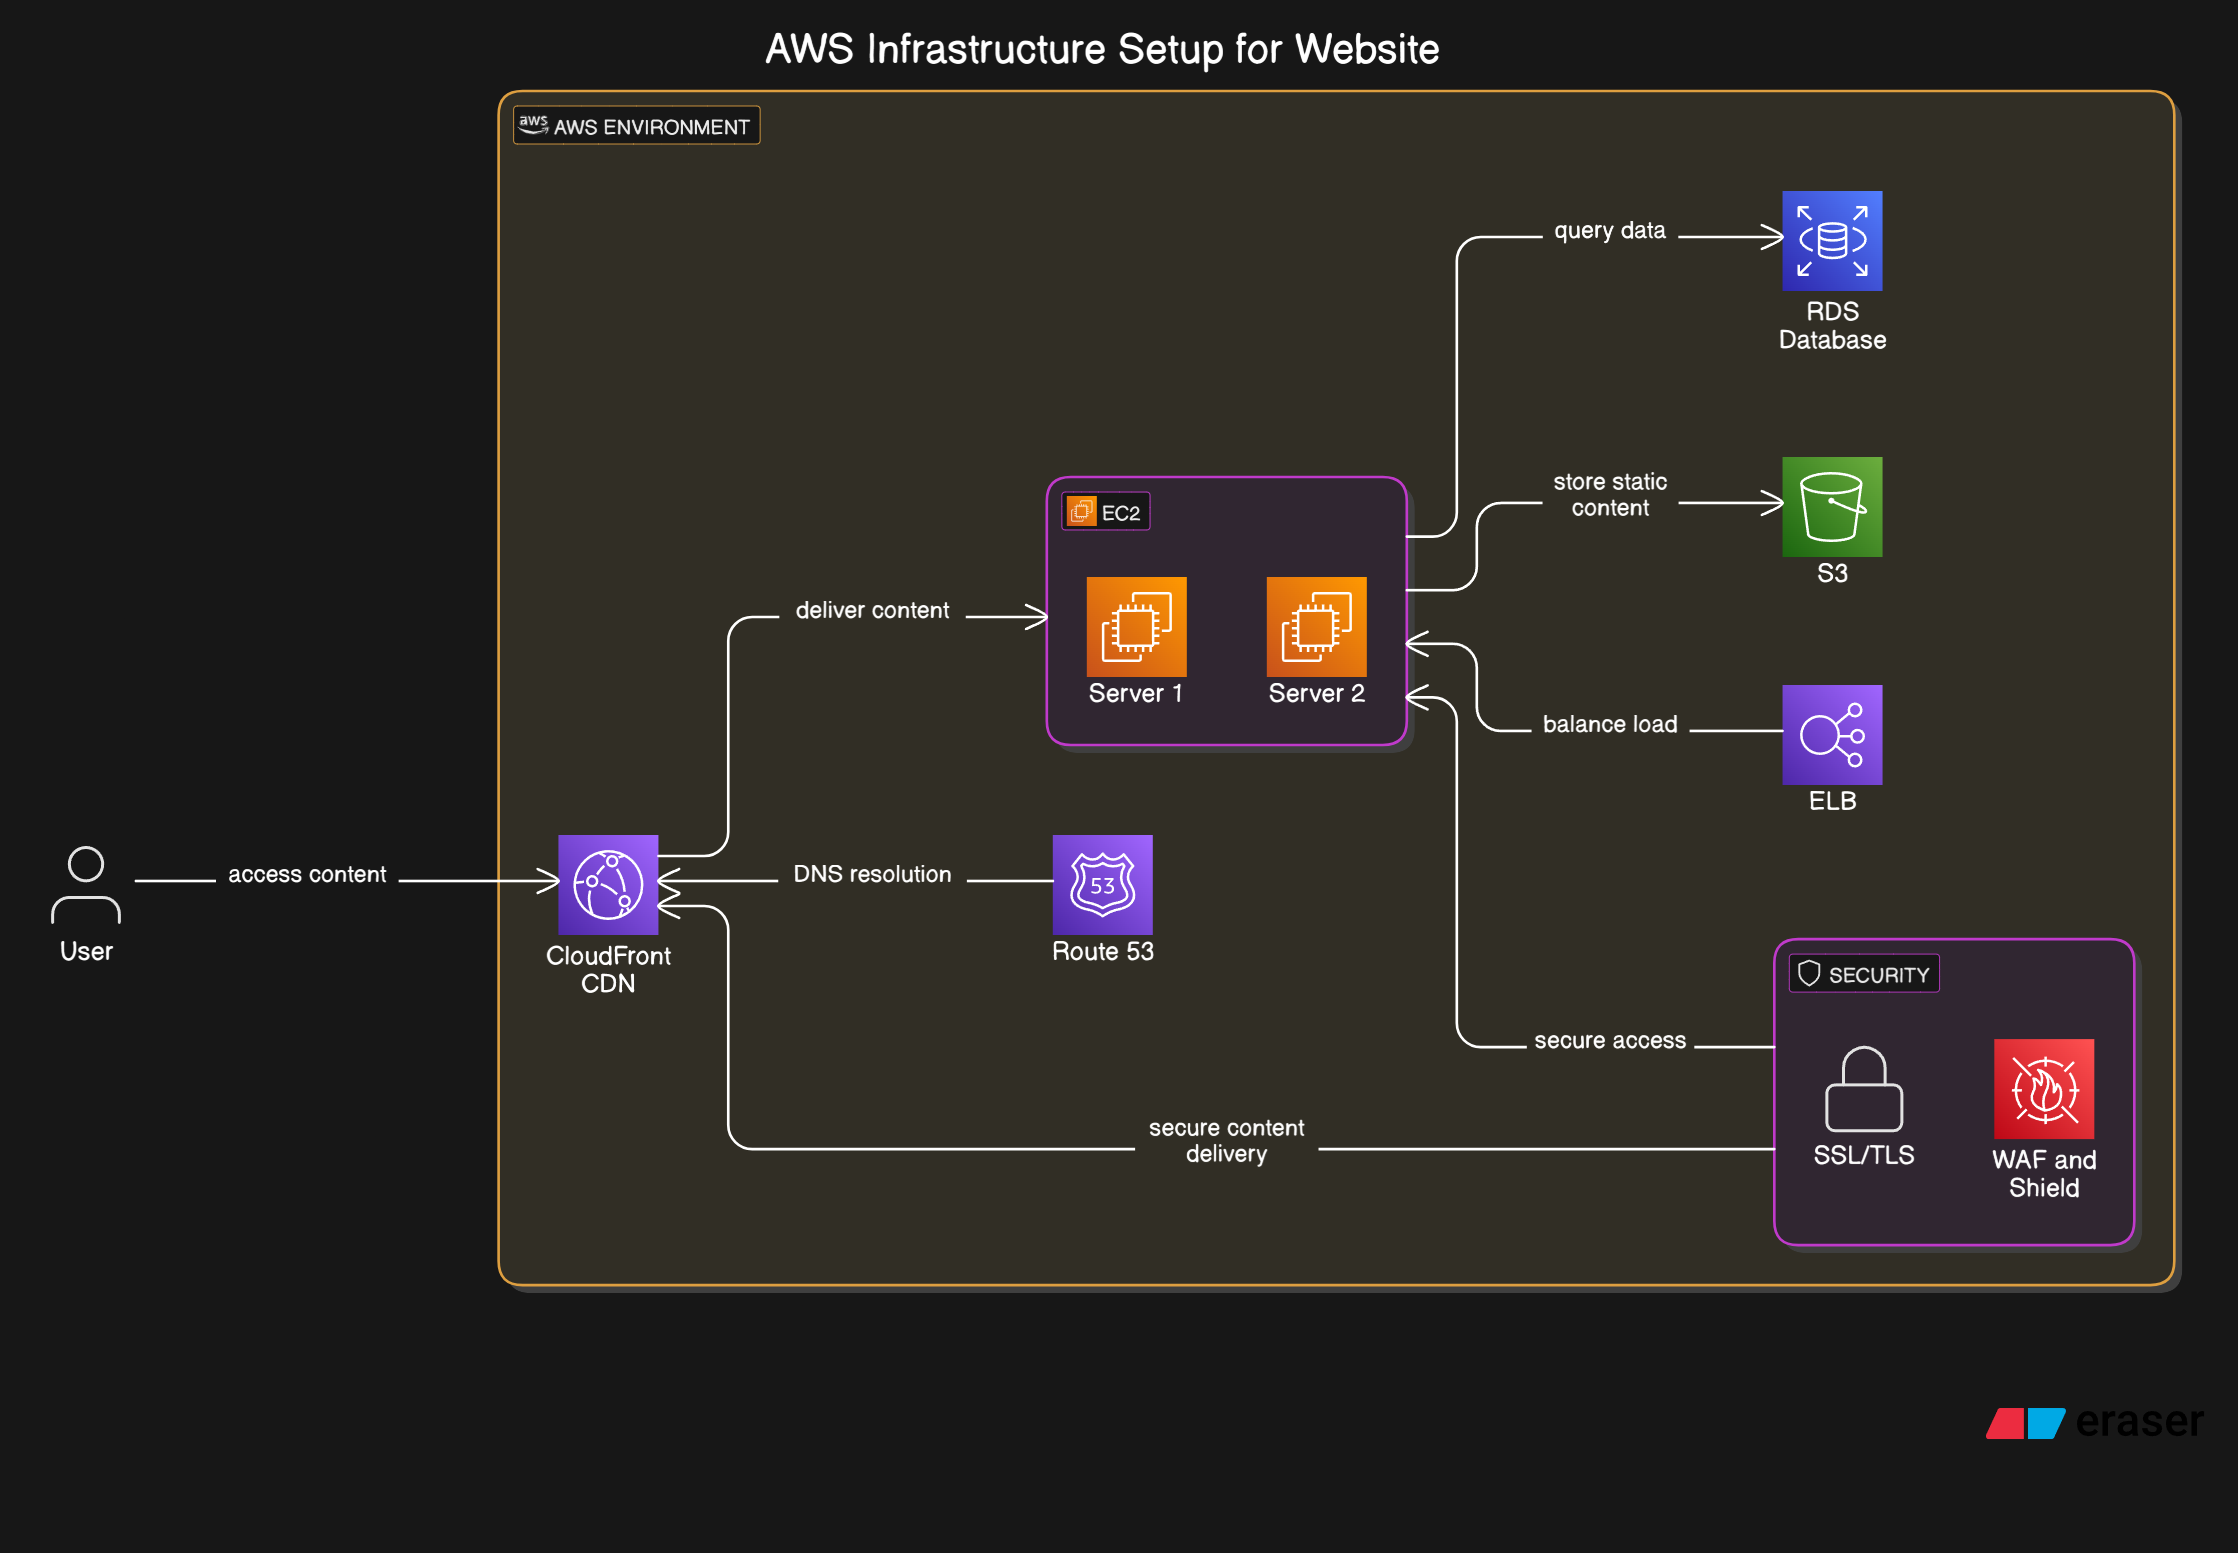 AWS Infrastructure Setup for Website
aws
AWS ENVIRONMENT
query data
RDS
Database
store static
content
S3
EC2
Server 1
Server 2
deliver content
balance load
ELB
access content
User
CloudFront
CDN
DNS resolution
53
Route 53
SECURITY
secure access
SSL/TLS
WAF and
Shield
secure content
delivery
eraser